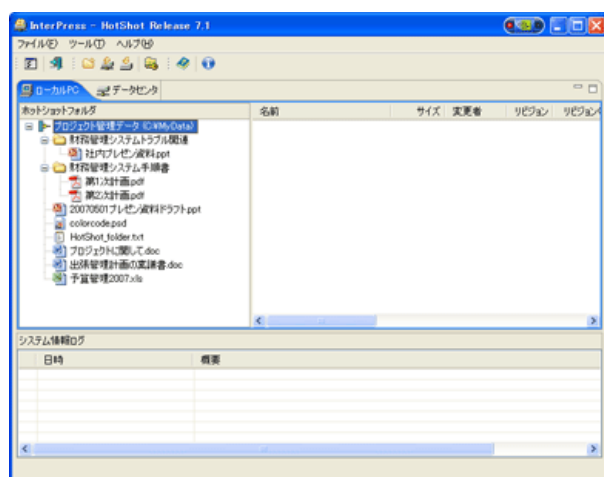 InterPress - HotShot Release 7.1
ファイル(F) ツール(T) ヘルプ(H)
ローカルPC データセンタ
ホットショットフォルダ
プロジェクト管理データ (C:¥MyData)
財務管理システムトラブル関連
社内プレゼン資料.ppt
財務管理システム手順書
第1次計画.pdf
第2次計画.pdf
20070501プレゼン資料ドラフト.ppt
colorcode.psd
HotShot_folder.txt
プロジェクトに関して.doc
出張管理計画の稟議書.doc
予算管理2007.xls
名前 サイズ 変更者 リビジョン リビジョン
システム情報ログ
日時 概要